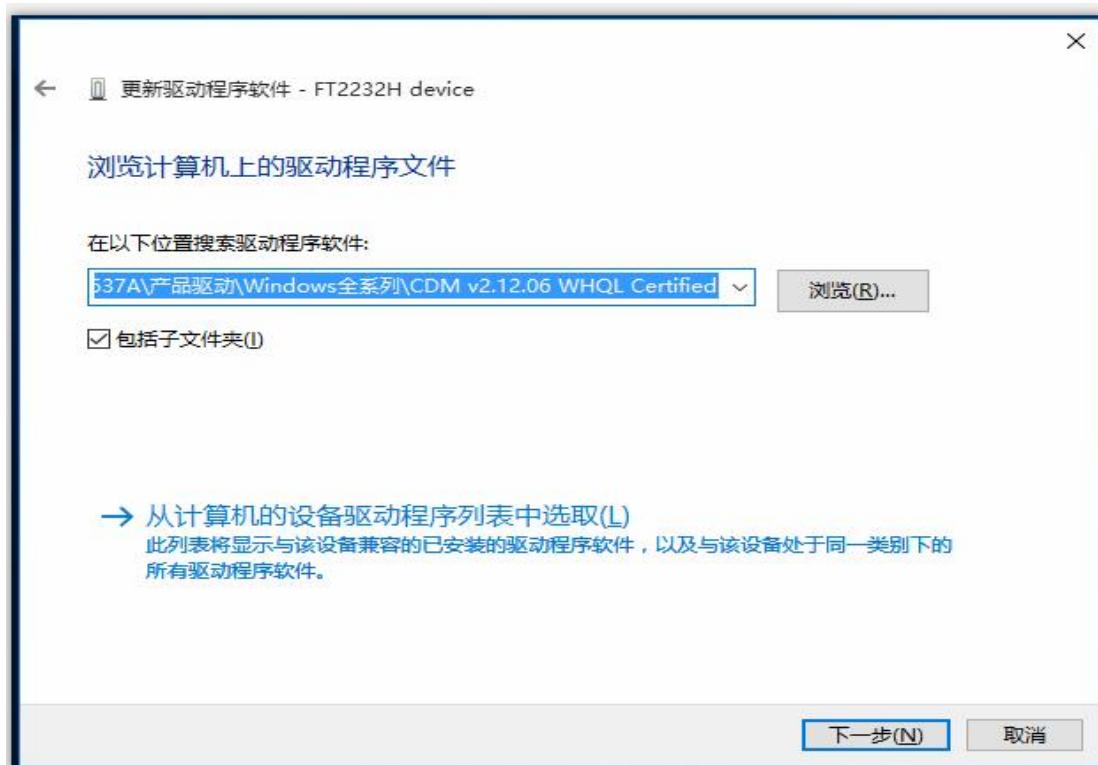 更新驱动程序软件 - FT2232H device
浏览计算机上的驱动程序文件
在以下位置搜索驱动程序软件:
537A\产品驱动\Windows全系列\CDM v2.12.06 WHQL Certified
浏览(R)...
包括子文件夹(I)
从计算机的设备驱动程序列表中选取(L)
此列表将显示与该设备兼容的已安装的驱动程序软件，以及与该设备处于同一类别下的
所有驱动程序软件。
下一步(N)
取消